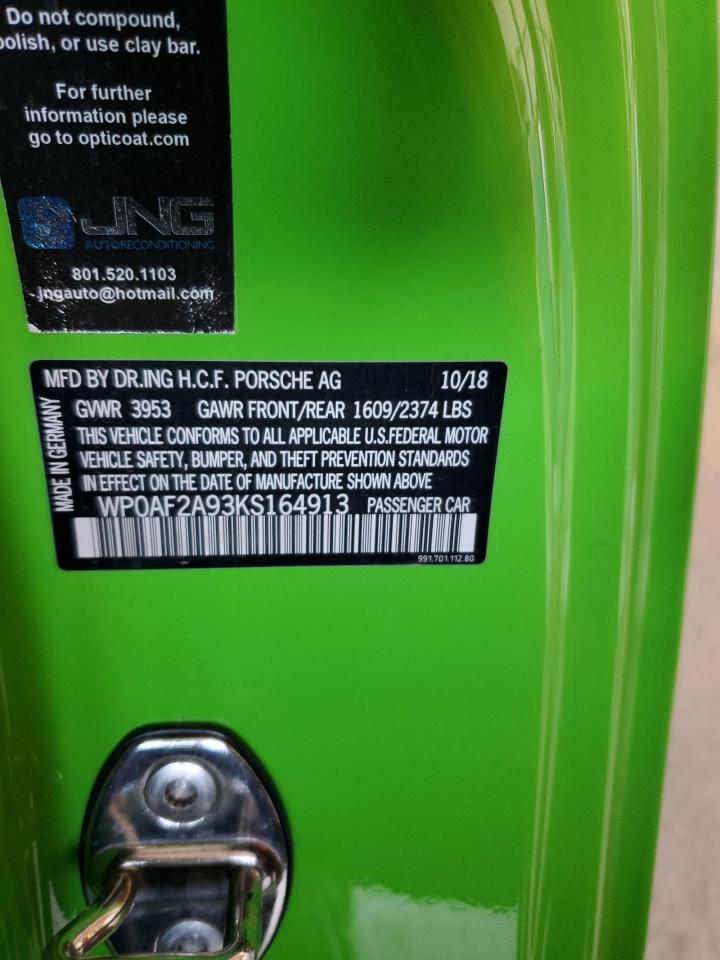 Do not compound,
polish, or use clay bar.
For further
information please
go to opticoat.com
JNG
AUTORECONDITIONING
801.520.1103
jngauto@hotmail.com
MFD BY DR.ING H.C.F. PORSCHE AG 10/18
GVWR 3953 GAWR FRONT/REAR 1609/2374 LBS
THIS VEHICLE CONFORMS TO ALL APPLICABLE U.S.FEDERAL MOTOR
VEHICLE SAFETY, BUMPER, AND THEFT PREVENTION STANDARDS
IN EFFECT ON THE DATE OF MANUFACTURE SHOWN ABOVE
WP0AF2A93KS164913 PASSENGER CAR
991.701.112.80
MADE IN GERMANY